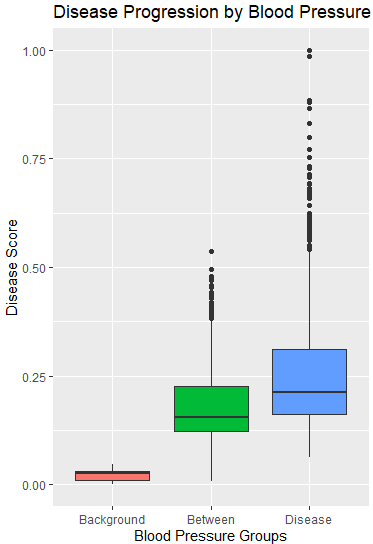 Disease Progression by Blood Pressure
1.00
0.75
0.50
0.25
0.00
Disease Score
Background Between Disease
Blood Pressure Groups